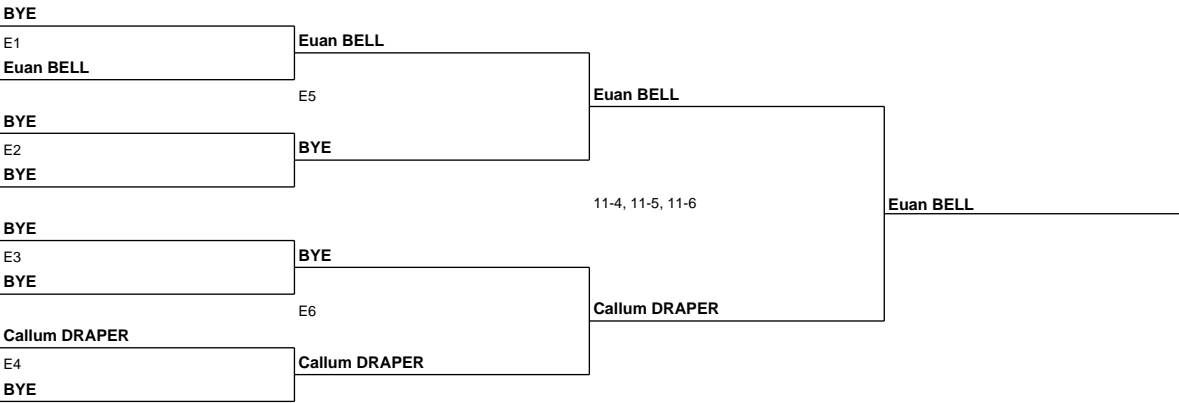 BYE
E1
Euan BELL
Euan BELL
E5
Euan BELL
BYE
E2
BYE
BYE
11-4, 11-5, 11-6
Euan BELL
BYE
E3
BYE
BYE
E6
Callum DRAPER
Callum DRAPER
E4
Callum DRAPER
BYE